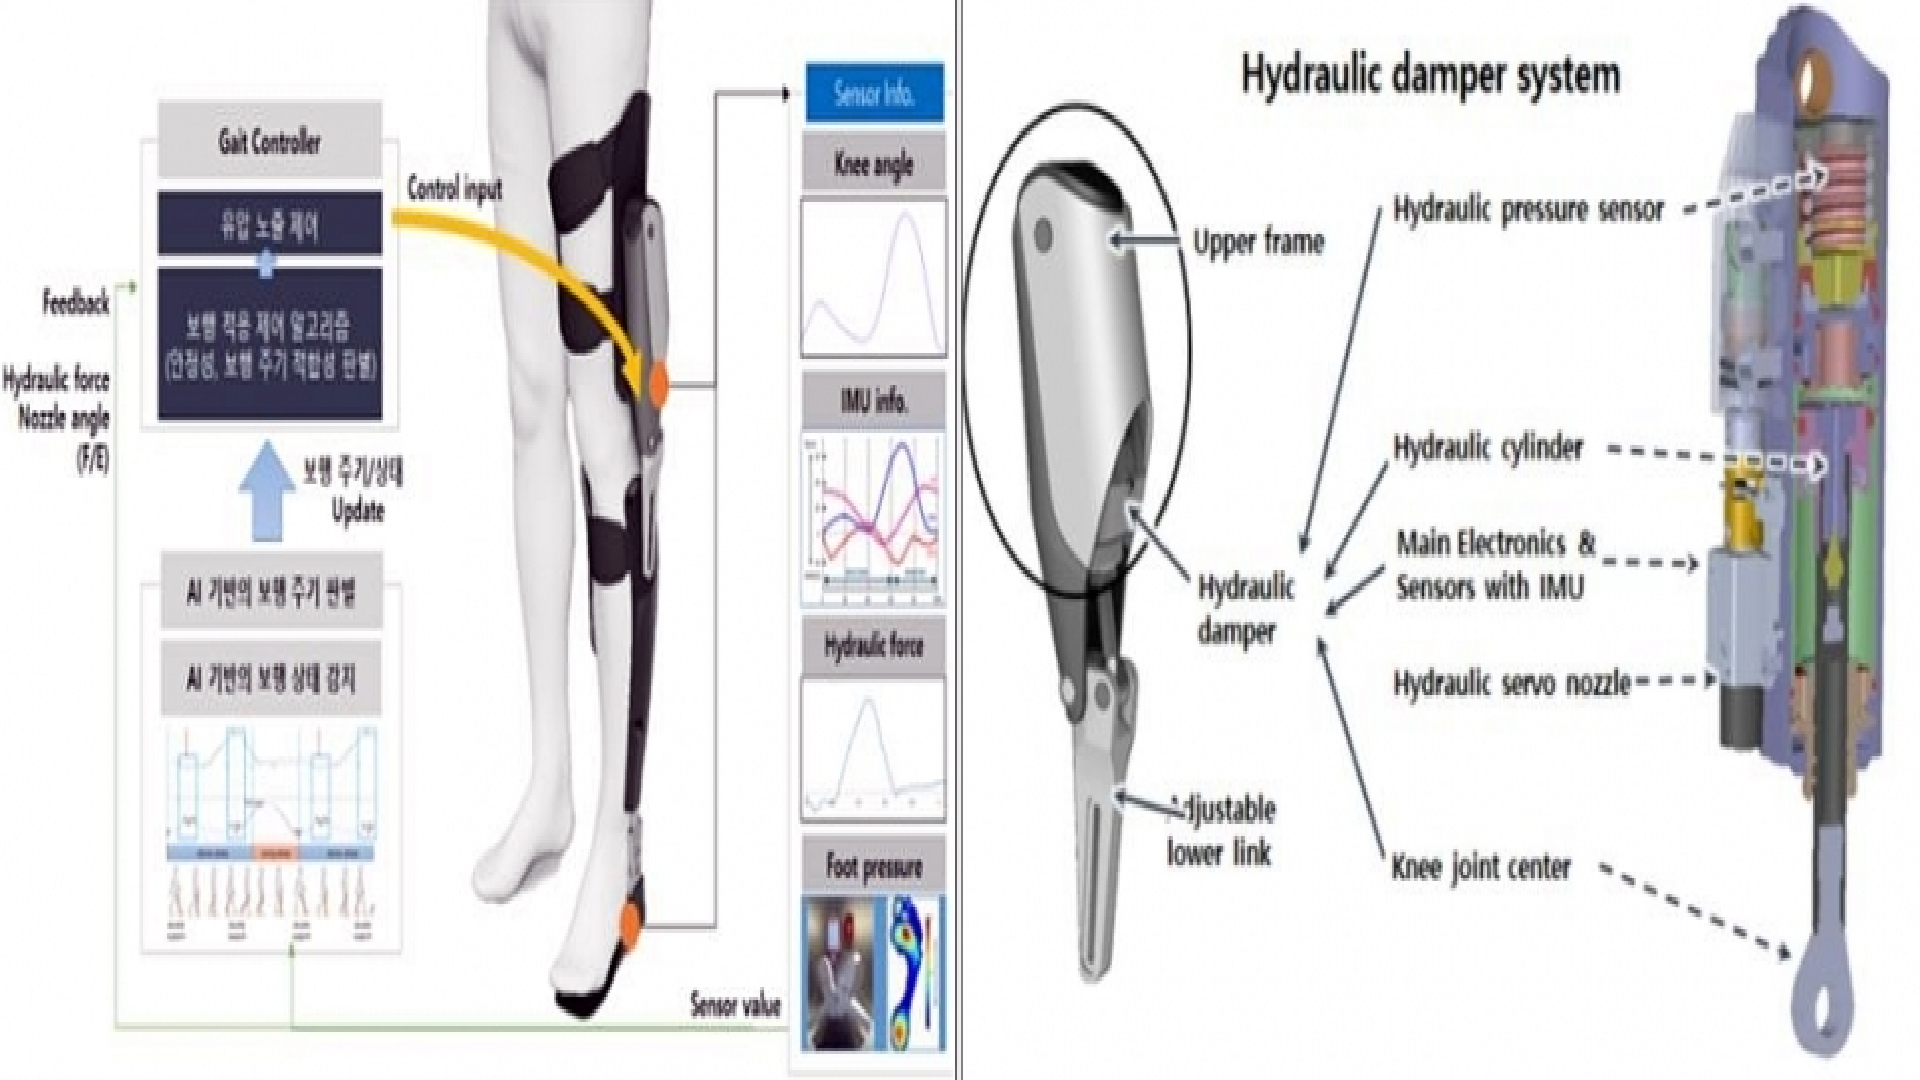 Gait Controller
유압 노즐 제어
보행 적응 제어 알고리즘
(안정성, 보행 주기 적합성 판별)
Control input
Feedback
Hydraulic force
Nozzle angle
(F/E)
보행 주기/상태
Update
AI 기반의 보행 주기 판별
AI 기반의 보행 상태 감지
Sensor Info.
Knee angle
IMU info.
Hydraulic force
Foot pressure
Sensor value
Hydraulic damper system
Upper frame
Hydraulic
damper
Adjustable
lower link
Hydraulic pressure sensor
Hydraulic cylinder
Main Electronics &
Sensors with IMU
Hydraulic servo nozzle
Knee joint center